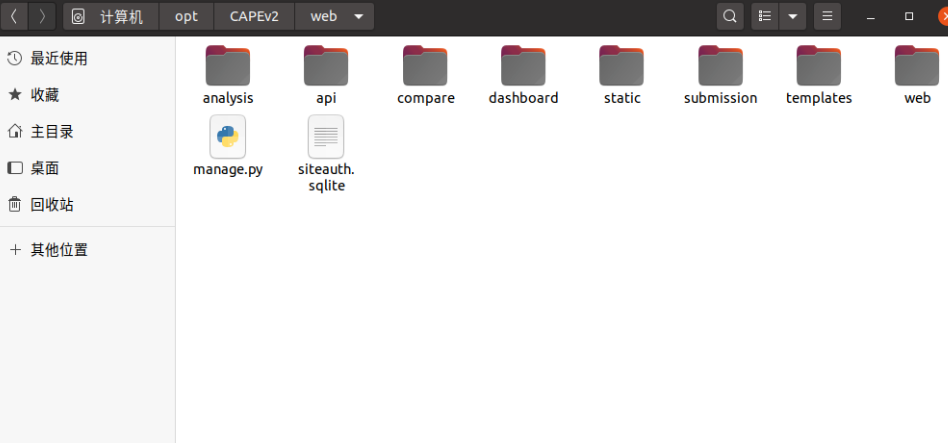 计算机 opt CAPEv2 web
最近使用
收藏
主目录
桌面
回收站
其他位置
analysis api compare dashboard static submission templates web
manage.py siteauth.
sqlite